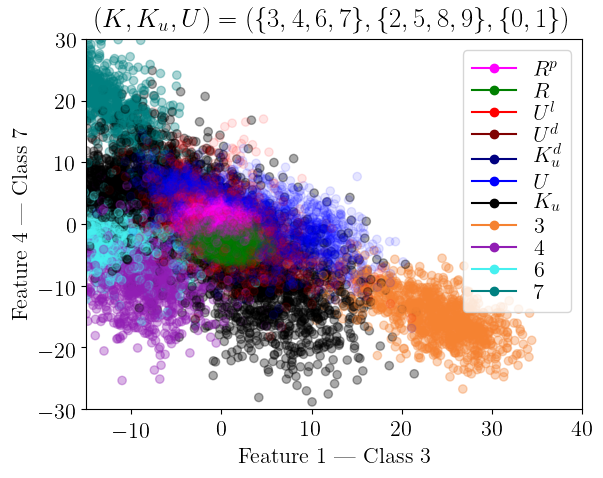 (K, K_u, U) = ({3, 4, 6, 7}, {2, 5, 8, 9}, {0, 1})
30
20
10
0
−10
−20
−30
Feature 4 — Class 7
−10
0
10
20
30
40
Feature 1 — Class 3
R^p
R
U^l
U^d
K_u^d
U
K_u
3
4
6
7